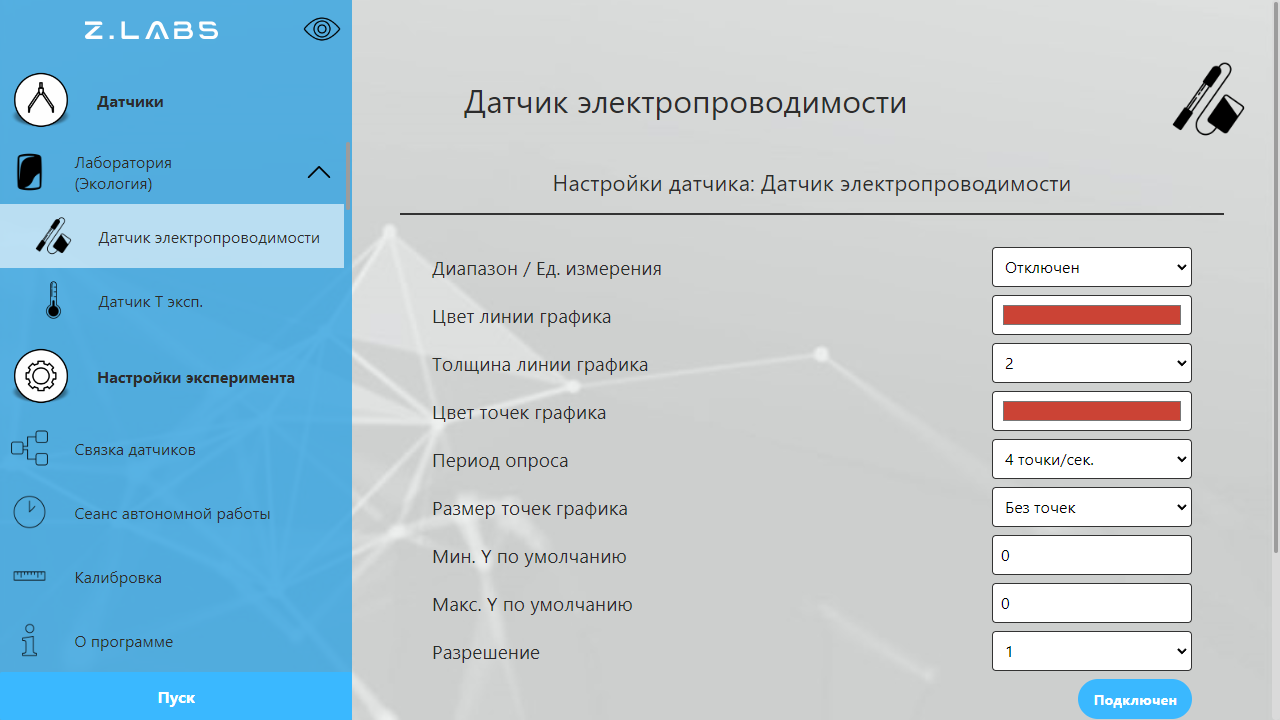 Z.LABS
Датчики
Лаборатория
(Экология)
Датчик электропроводимости
Датчик Т эксп.
Настройки эксперимента
Связка датчиков
Сеанс автономной работы
Калибровка
О программе
Пуск
Датчик электропроводимости
Настройки датчика: Датчик электропроводимости
Диапазон / Ед. измерения Отключен
Цвет линии графика
Толщина линии графика 2
Цвет точек графика
Период опроса 4 точки/сек.
Размер точек графика Без точек
Мин. Y по умолчанию 0
Макс. Y по умолчанию 0
Разрешение 1
Подключен